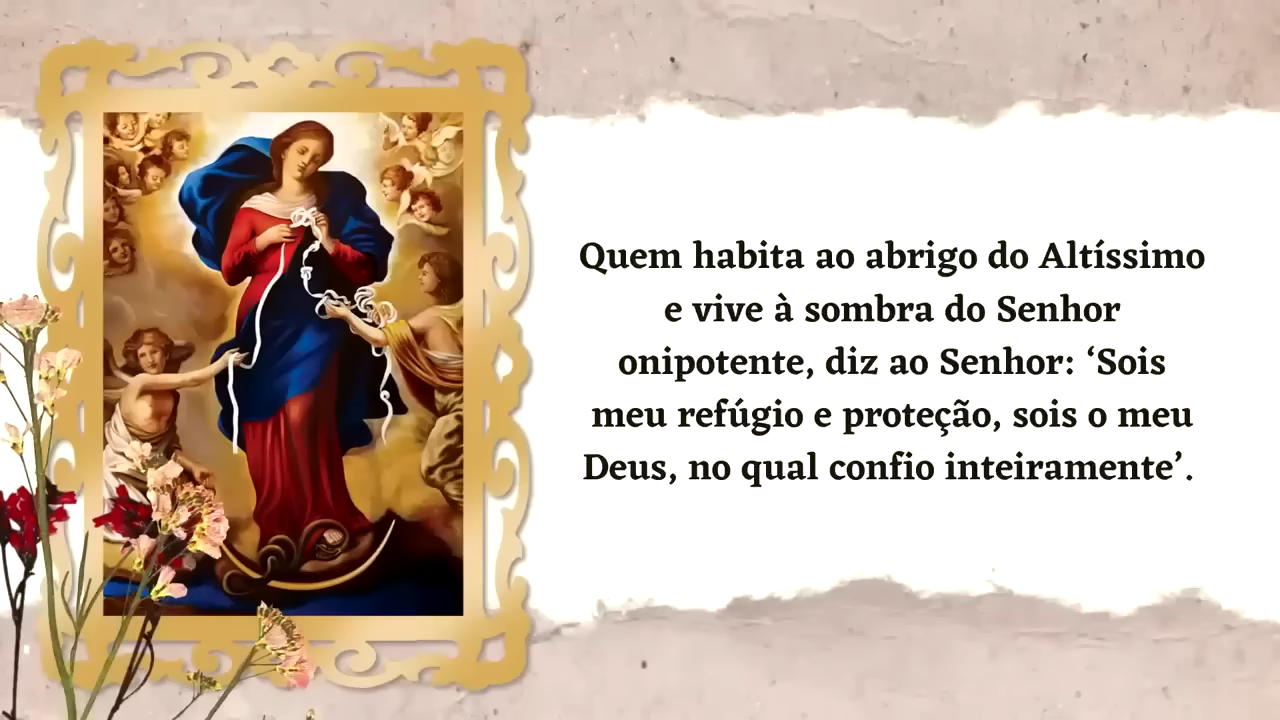 Quem habita ao abrigo do Altíssimo
e vive à sombra do Senhor
onipotente, diz ao Senhor: ‘Sois
meu refúgio e proteção, sois o meu
Deus, no qual confio inteiramente’.